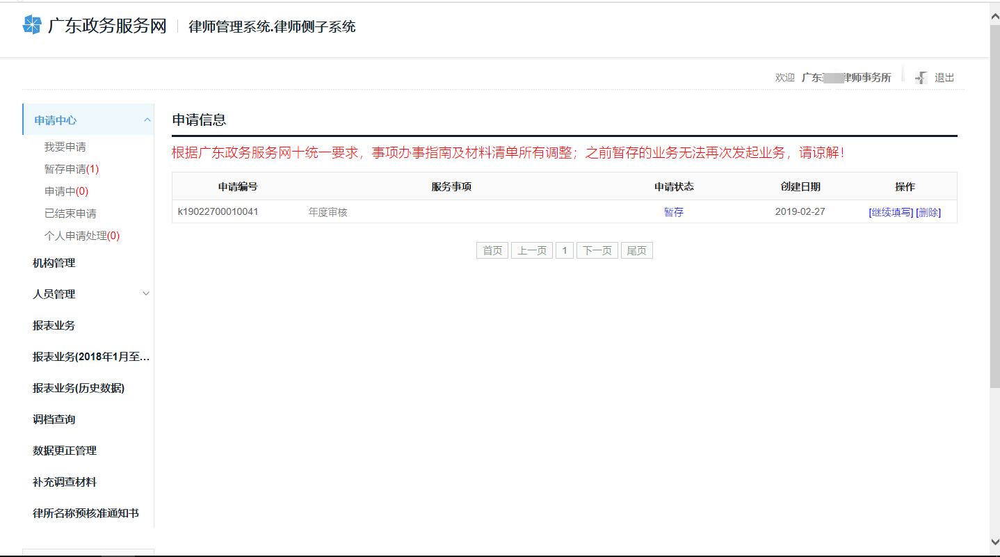 广东政务服务网 律师管理系统.律师侧子系统
欢迎 广东 律师事务所 退出
申请中心
我要申请
暂存申请(1)
申请中(0)
已结束申请
个人申请处理(0)
机构管理
人员管理
报表业务
报表业务(2018年1月至...
报表业务(历史数据)
调档查询
数据更正管理
补充调查材料
律所名称预核准通知书
申请信息
根据广东政务服务网十统一要求，事项办事指南及材料清单所有调整；之前暂存的业务无法再次发起业务，请谅解！
申请编号 服务事项 申请状态 创建日期 操作
k19022700010041 年度审核 暂存 2019-02-27 [继续填写] [删除]
首页 上一页 1 下一页 尾页